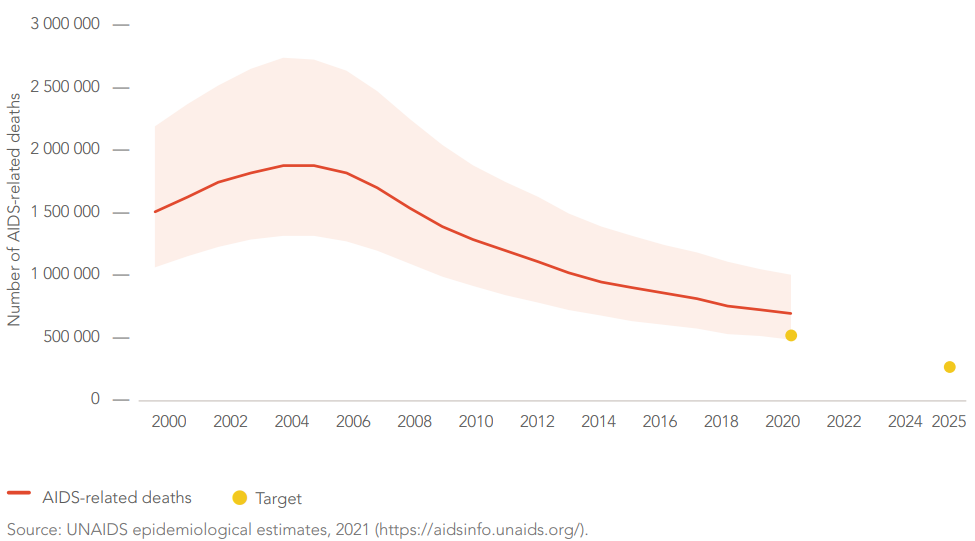 3 000 000
2 500 000
2 000 000
1 500 000
1 000 000
500 000
0
Number of AIDS-related deaths
2000 2002 2004 2006 2008 2010 2012 2014 2016 2018 2020 2022 2024 2025
AIDS-related deaths Target
Source: UNAIDS epidemiological estimates, 2021 (https://aidsinfo.unaids.org/).